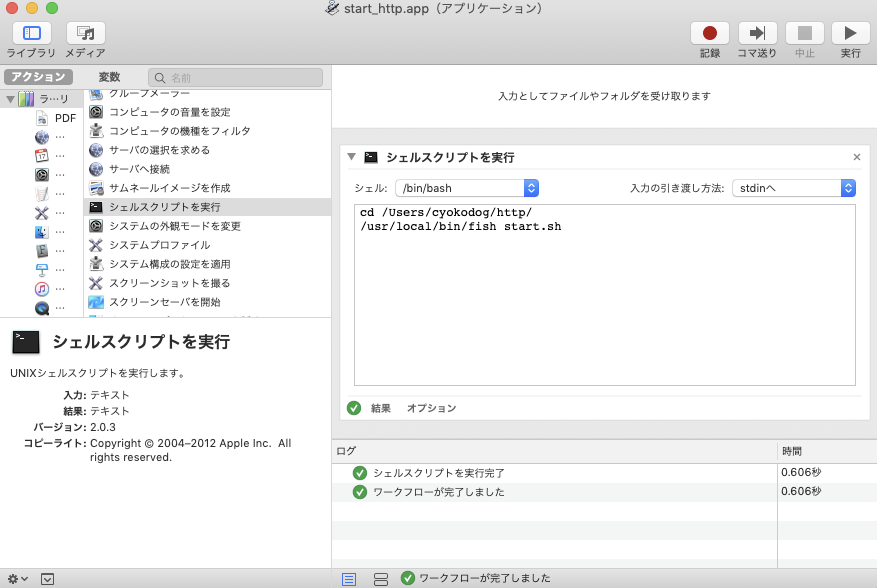 start_http.app（アプリケーション）
ライブラリ メディア 記録 コマ送り 中止 実行
アクション 変数 名前
ラ…リ
PDF
…
…
…
…
…
…
…
…
…
…
グループメーラー
コンピュータの音量を設定
コンピュータの機種をフィルタ
サーバの選択を求める
サーバへ接続
サムネールイメージを作成
シェルスクリプトを実行
システムの外観モードを変更
システムプロファイル
システム構成の設定を適用
スクリーンショットを撮る
スクリーンセーバを開始
シェルスクリプトを実行
UNIXシェルスクリプトを実行します。
入力: テキスト
結果: テキスト
バージョン: 2.0.3
コピーライト: Copyright © 2004–2012 Apple Inc. All
rights reserved.
入力としてファイルやフォルダを受け取ります
シェルスクリプトを実行
シェル: /bin/bash 入力の引き渡し方法: stdinへ
cd /Users/cyokodog/http/
/usr/local/bin/fish start.sh
結果 オプション
ログ 時間
シェルスクリプトを実行完了 0.606秒
ワークフローが完了しました 0.606秒
ワークフローが完了しました